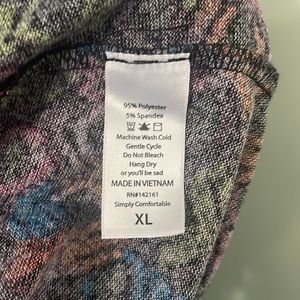 95% Polyester
5% Spandex
Machine Wash Cold
Gentle Cycle
Do Not Bleach
Hang Dry
or you'll be sad
MADE IN VIETNAM
RN#142161
Simply Comfortable
XL